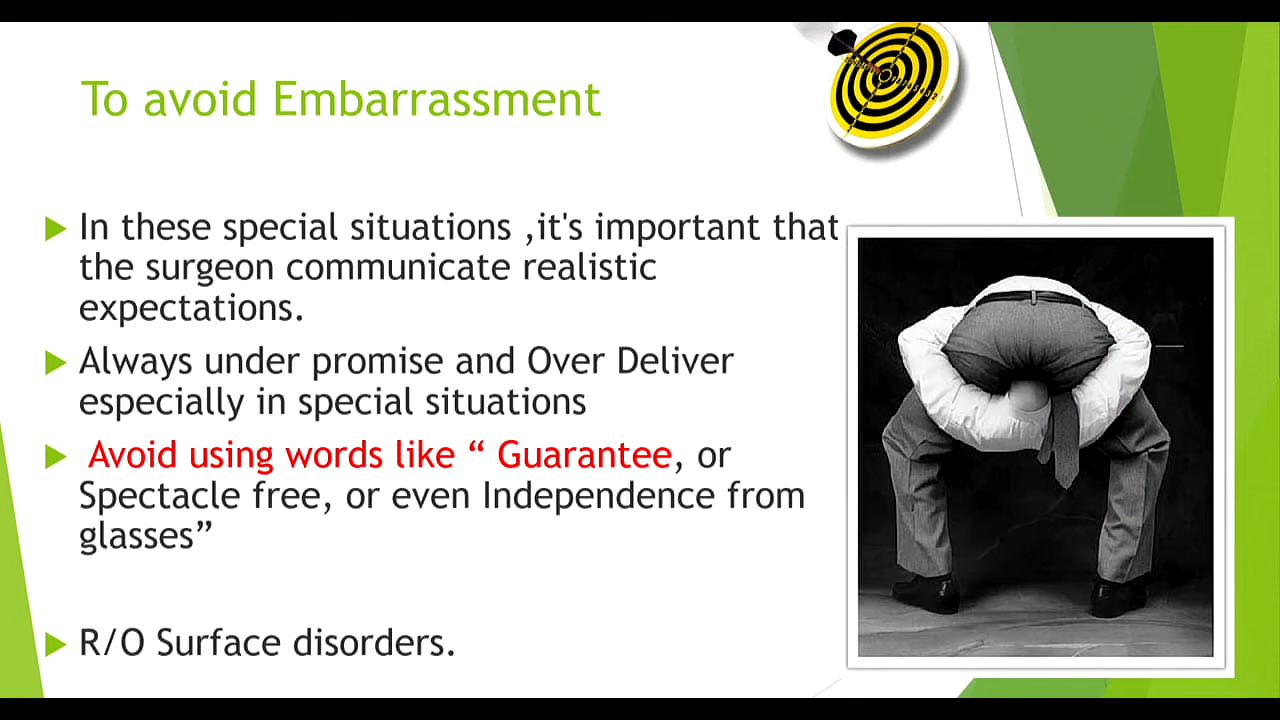 To avoid Embarrassment
In these special situations ,it's important that
the surgeon communicate realistic
expectations.
Always under promise and Over Deliver
especially in special situations
Avoid using words like “ Guarantee, or
Spectacle free, or even Independence from
glasses”
R/O Surface disorders.